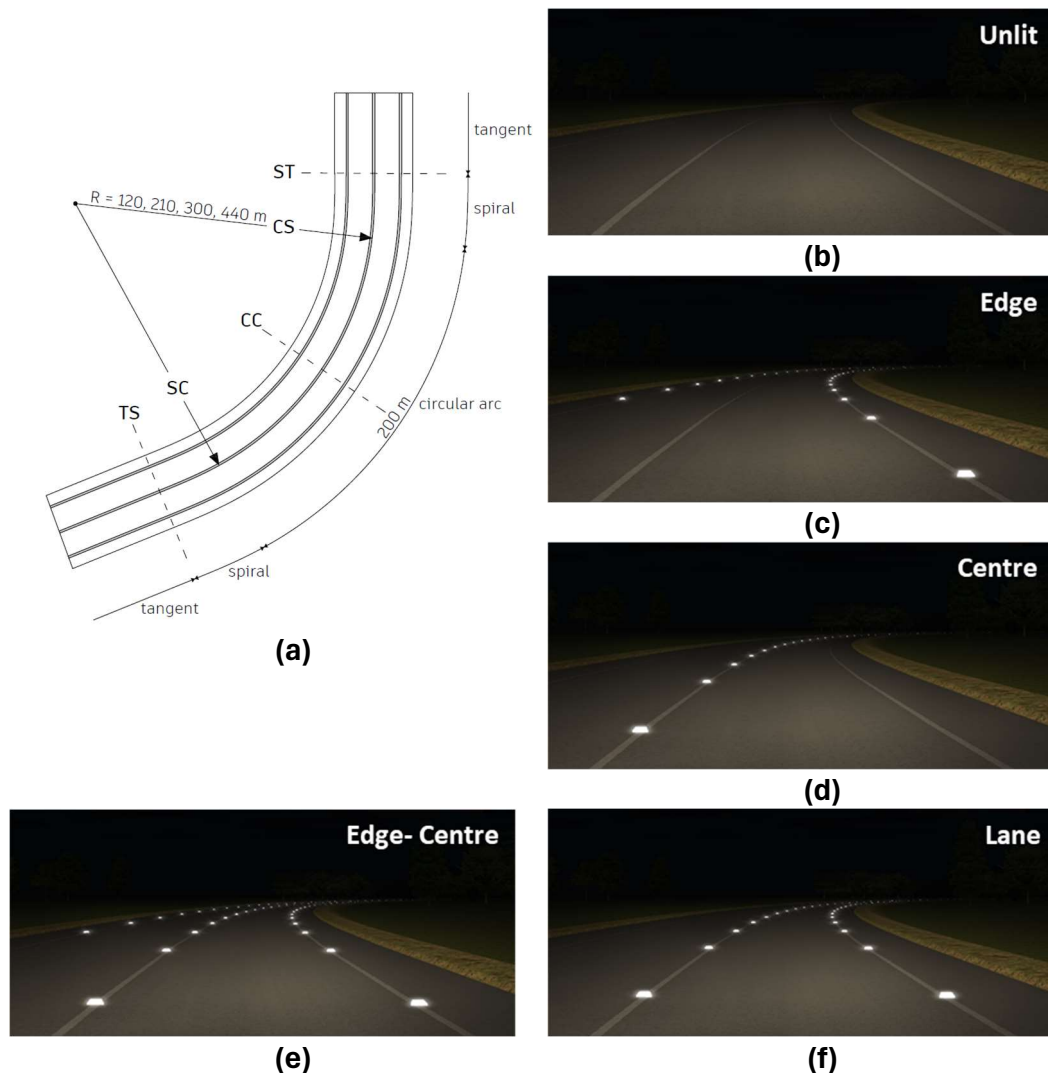 tangent
ST
spiral
R = 120, 210, 300, 440 m
CS
CC
SC
TS
circular arc
200 m
spiral
tangent
(a)
Unlit
(b)
Edge
(c)
Centre
(d)
Edge- Centre
(e)
Lane
(f)